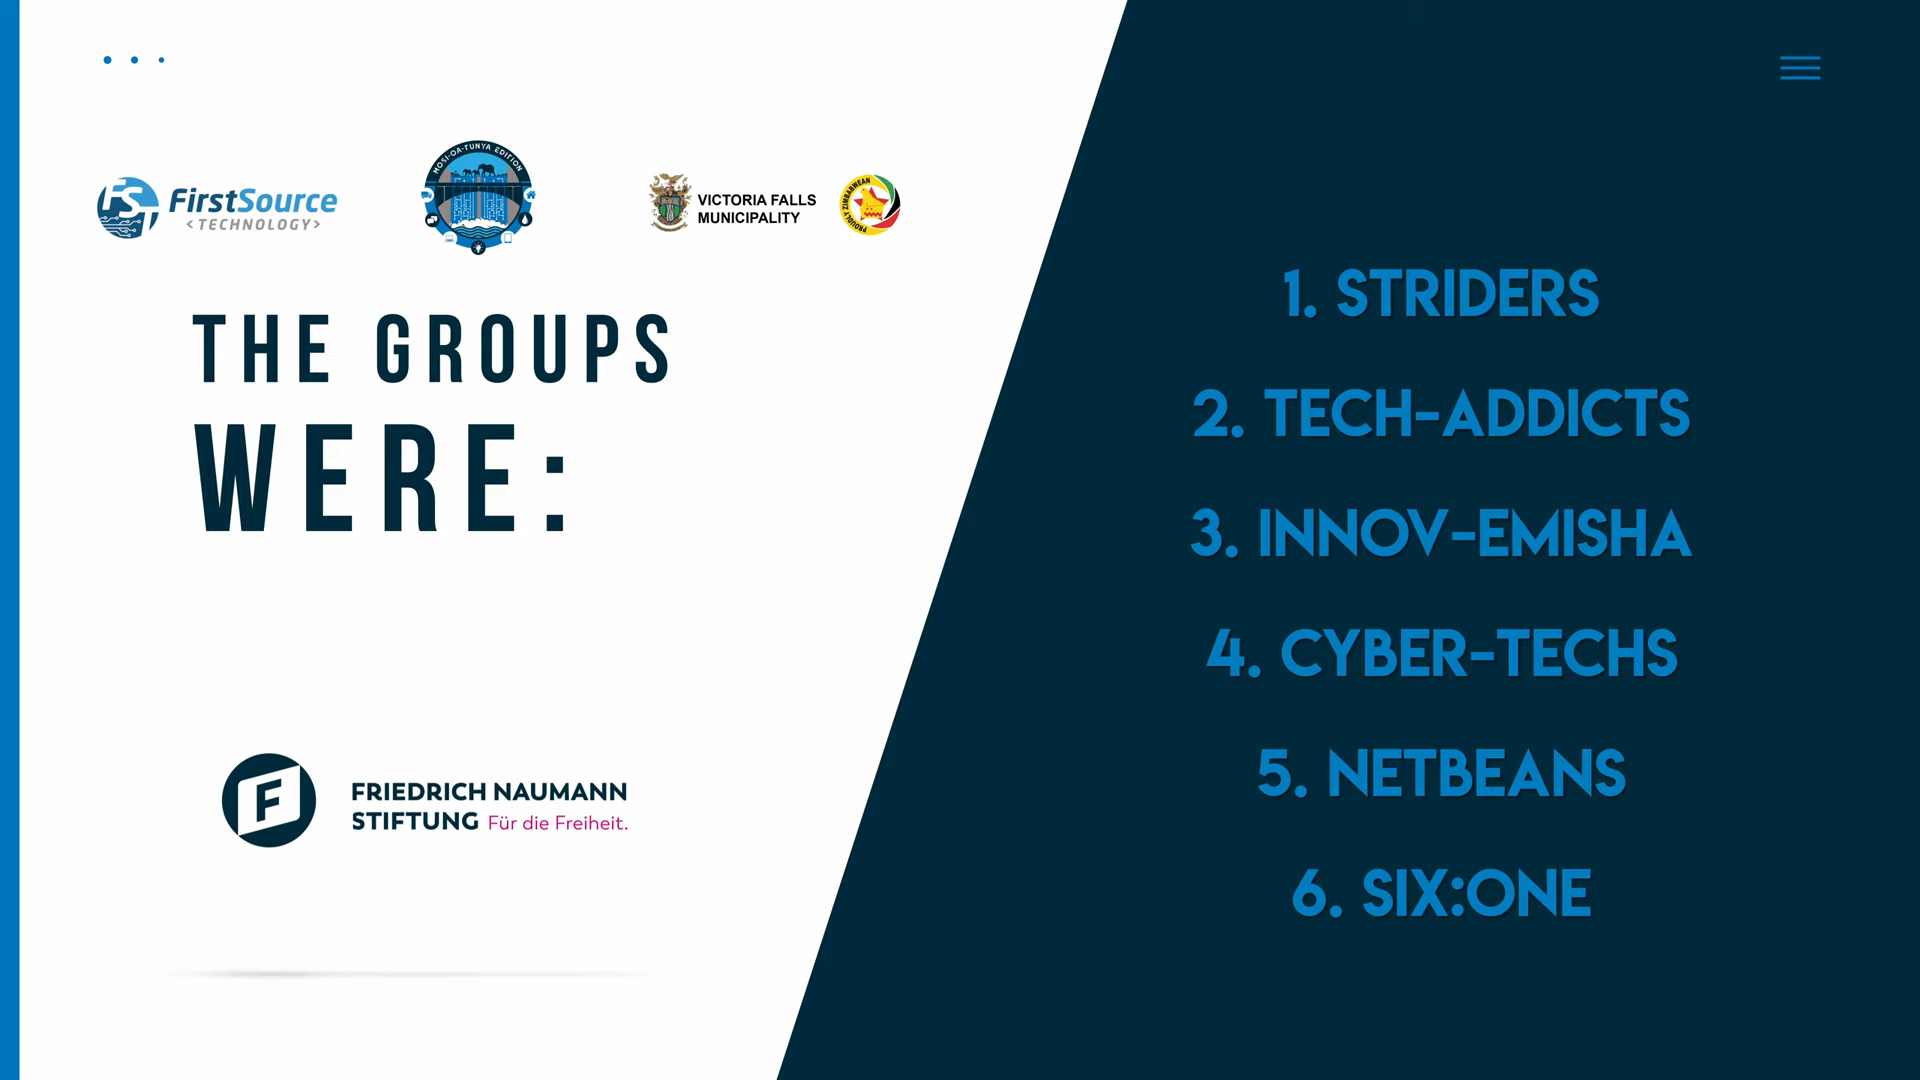 FS
FirstSource
<TECHNOLOGY>
MOSI-OA-TUNYA EDITION
VICTORIA FALLS
MUNICIPALITY
PROUDLY ZIMBABWEAN
THE GROUPS
WERE:
F
FRIEDRICH NAUMANN
STIFTUNG Für die Freiheit.
1. STRIDERS
2. TECH-ADDICTS
3. INNOV-EMISHA
4. CYBER-TECHS
5. NETBEANS
6. SIX:ONE